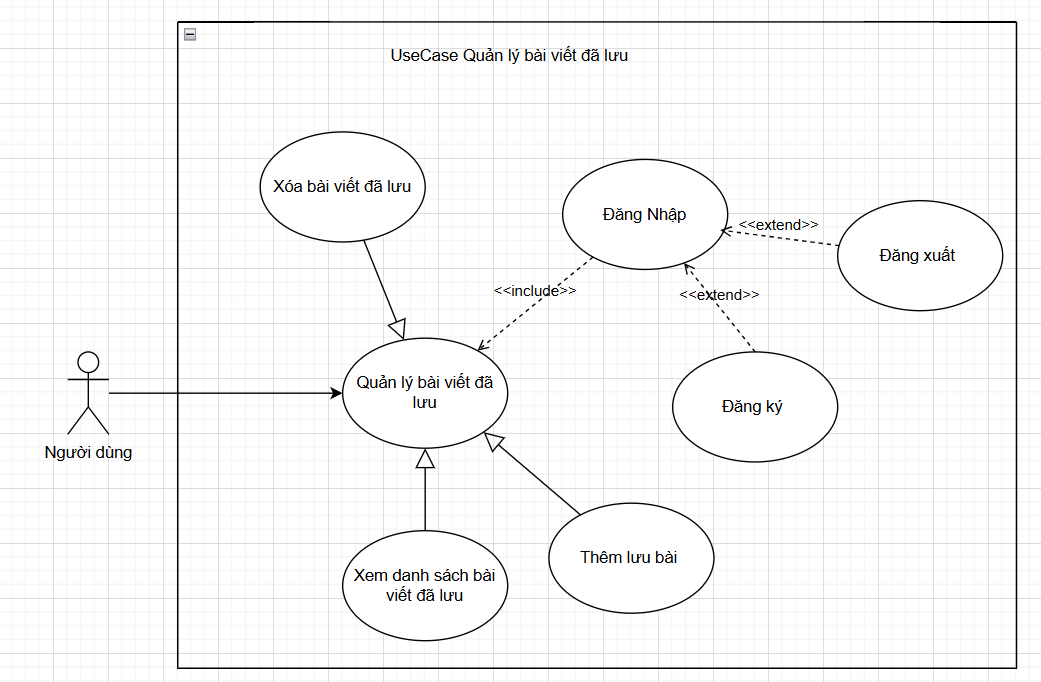 UseCase Quản lý bài viết đã lưu
Xóa bài viết đã lưu
Đăng Nhập
<<extend>>
Đăng xuất
<<include>>
<<extend>>
Quản lý bài viết đã
lưu
Đăng ký
Người dùng
Thêm lưu bài
Xem danh sách bài
viết đã lưu